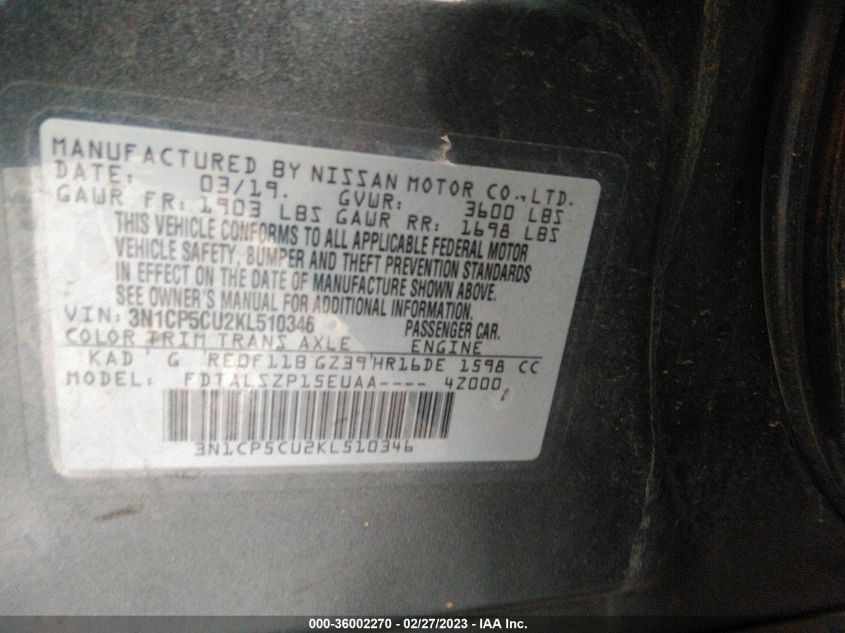 MANUFACTURED BY NISSAN MOTOR CO., LTD.
DATE: 03/19. GVWR: 3600 LBS
GAWR FR: 1903 LBS GAWR RR: 1698 LBS
THIS VEHICLE CONFORMS TO ALL APPLICABLE FEDERAL MOTOR
VEHICLE SAFETY, BUMPER AND THEFT PREVENTION STANDARDS
IN EFFECT ON THE DATE OF MANUFACTURE SHOWN ABOVE.
SEE OWNER'S MANUAL FOR ADDITIONAL INFORMATION.
VIN: 3N1CP5CU2KL510346 PASSENGER CAR.
COLOR TRIM TRANS AXLE ENGINE
KAD G RE0F11B GZ39 HR16DE 1598 CC
MODEL: FDTALSZP15EUAA---- 4Z000
3N1CP5CU2KL510346
000-36002270 - 02/27/2023 - IAA Inc.